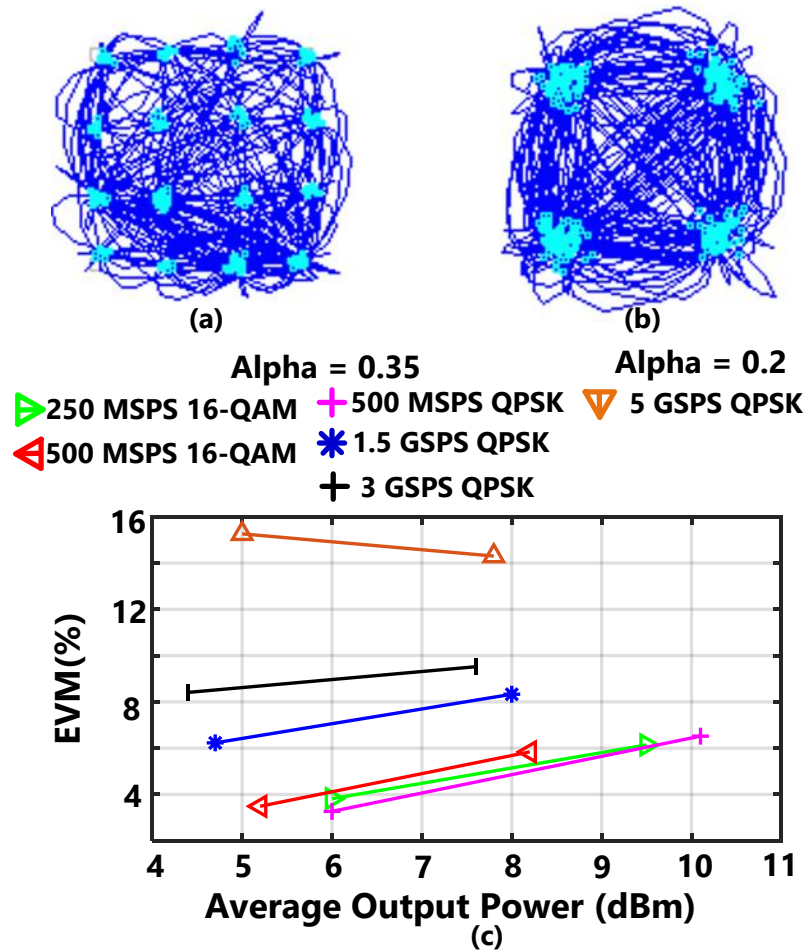 (a)
(b)
Alpha = 0.35
Alpha = 0.2
250 MSPS 16-QAM
500 MSPS QPSK
5 GSPS QPSK
500 MSPS 16-QAM
1.5 GSPS QPSK
3 GSPS QPSK
16
12
8
4
EVM(%)
4 5 6 7 8 9 10 11
Average Output Power (dBm)
(c)